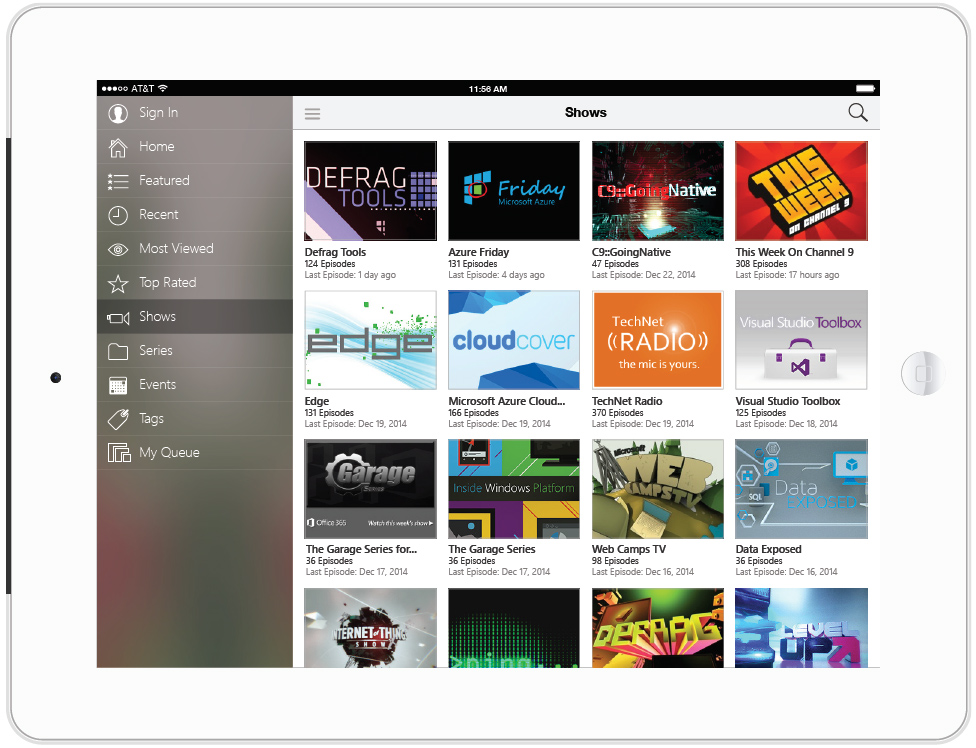 AT&T 11:56 AM
Sign In
Home
Featured
Recent
Most Viewed
Top Rated
Shows
Series
Events
Tags
My Queue
Shows
DEFRAG
TOOLS
Defrag Tools
124 Episodes
Last Episode: 1 day ago
Friday
Microsoft Azure
Azure Friday
131 Episodes
Last Episode: 4 days ago
C9::GoingNative
C9::GoingNative
47 Episodes
Last Episode: Dec 22, 2014
THIS
WEEK
ON CHANNEL 9
This Week On Channel 9
308 Episodes
Last Episode: 17 hours ago
edge
Edge
131 Episodes
Last Episode: Dec 19, 2014
cloudcover
Microsoft Azure Cloud...
166 Episodes
Last Episode: Dec 19, 2014
TechNet
((RADIO))
the mic is yours.
TechNet Radio
370 Episodes
Last Episode: Dec 19, 2014
Visual Studio Toolbox
Visual Studio Toolbox
125 Episodes
Last Episode: Dec 18, 2014
Garage
Series
Office 365 Watch this week's show
The Garage Series for...
36 Episodes
Last Episode: Dec 17, 2014
Inside Windows Platform
The Garage Series
36 Episodes
Last Episode: Dec 17, 2014
Microsoft
WEB
CAMPSTV
Web Camps TV
98 Episodes
Last Episode: Dec 16, 2014
SQL
Data
EXPOSED
Data Exposed
36 Episodes
Last Episode: Dec 16, 2014
INTERNET OF THING
SHOW
>ping...
DEFRAG
LEVEL
UP